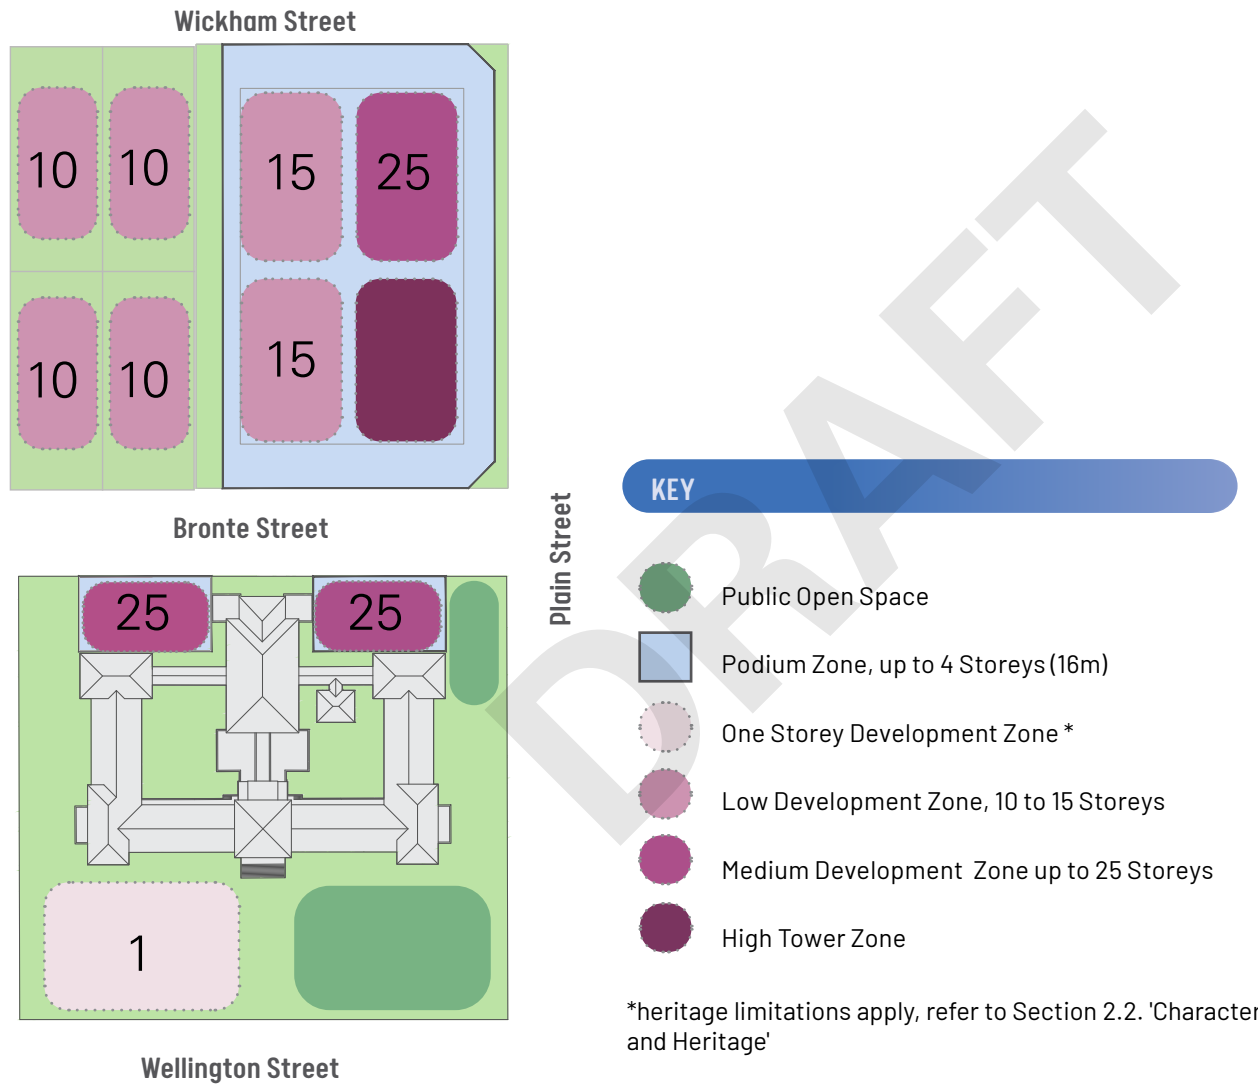 Wickham Street
10
10
15
25
10
10
15
Bronte Street
Plain Street
25
25
1
Wellington Street
KEY
Public Open Space
Podium Zone, up to 4 Storeys (16m)
One Storey Development Zone *
Low Development Zone, 10 to 15 Storeys
Medium Development Zone up to 25 Storeys
High Tower Zone
*heritage limitations apply, refer to Section 2.2. 'Character
and Heritage'
DRAFT